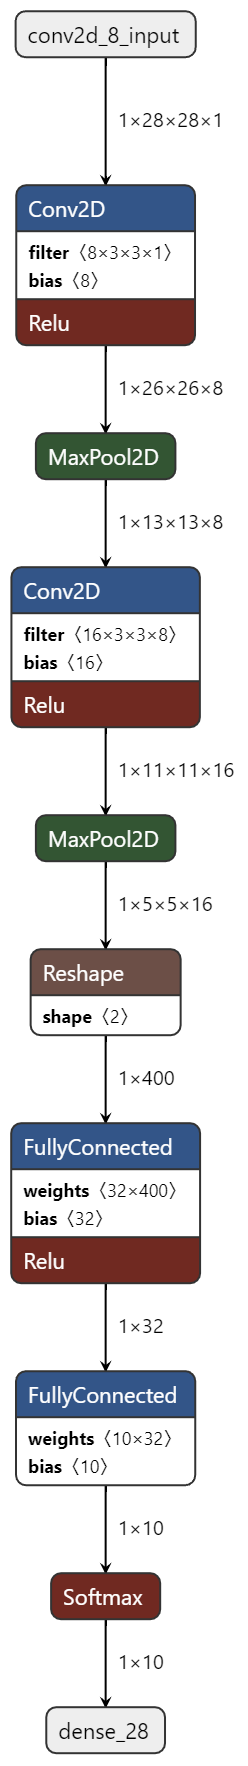 conv2d_8_input
1×28×28×1
Conv2D
filter ⟨8×3×3×1⟩
bias ⟨8⟩
Relu
1×26×26×8
MaxPool2D
1×13×13×8
Conv2D
filter ⟨16×3×3×8⟩
bias ⟨16⟩
Relu
1×11×11×16
MaxPool2D
1×5×5×16
Reshape
shape ⟨2⟩
1×400
FullyConnected
weights ⟨32×400⟩
bias ⟨32⟩
Relu
1×32
FullyConnected
weights ⟨10×32⟩
bias ⟨10⟩
1×10
Softmax
1×10
dense_28